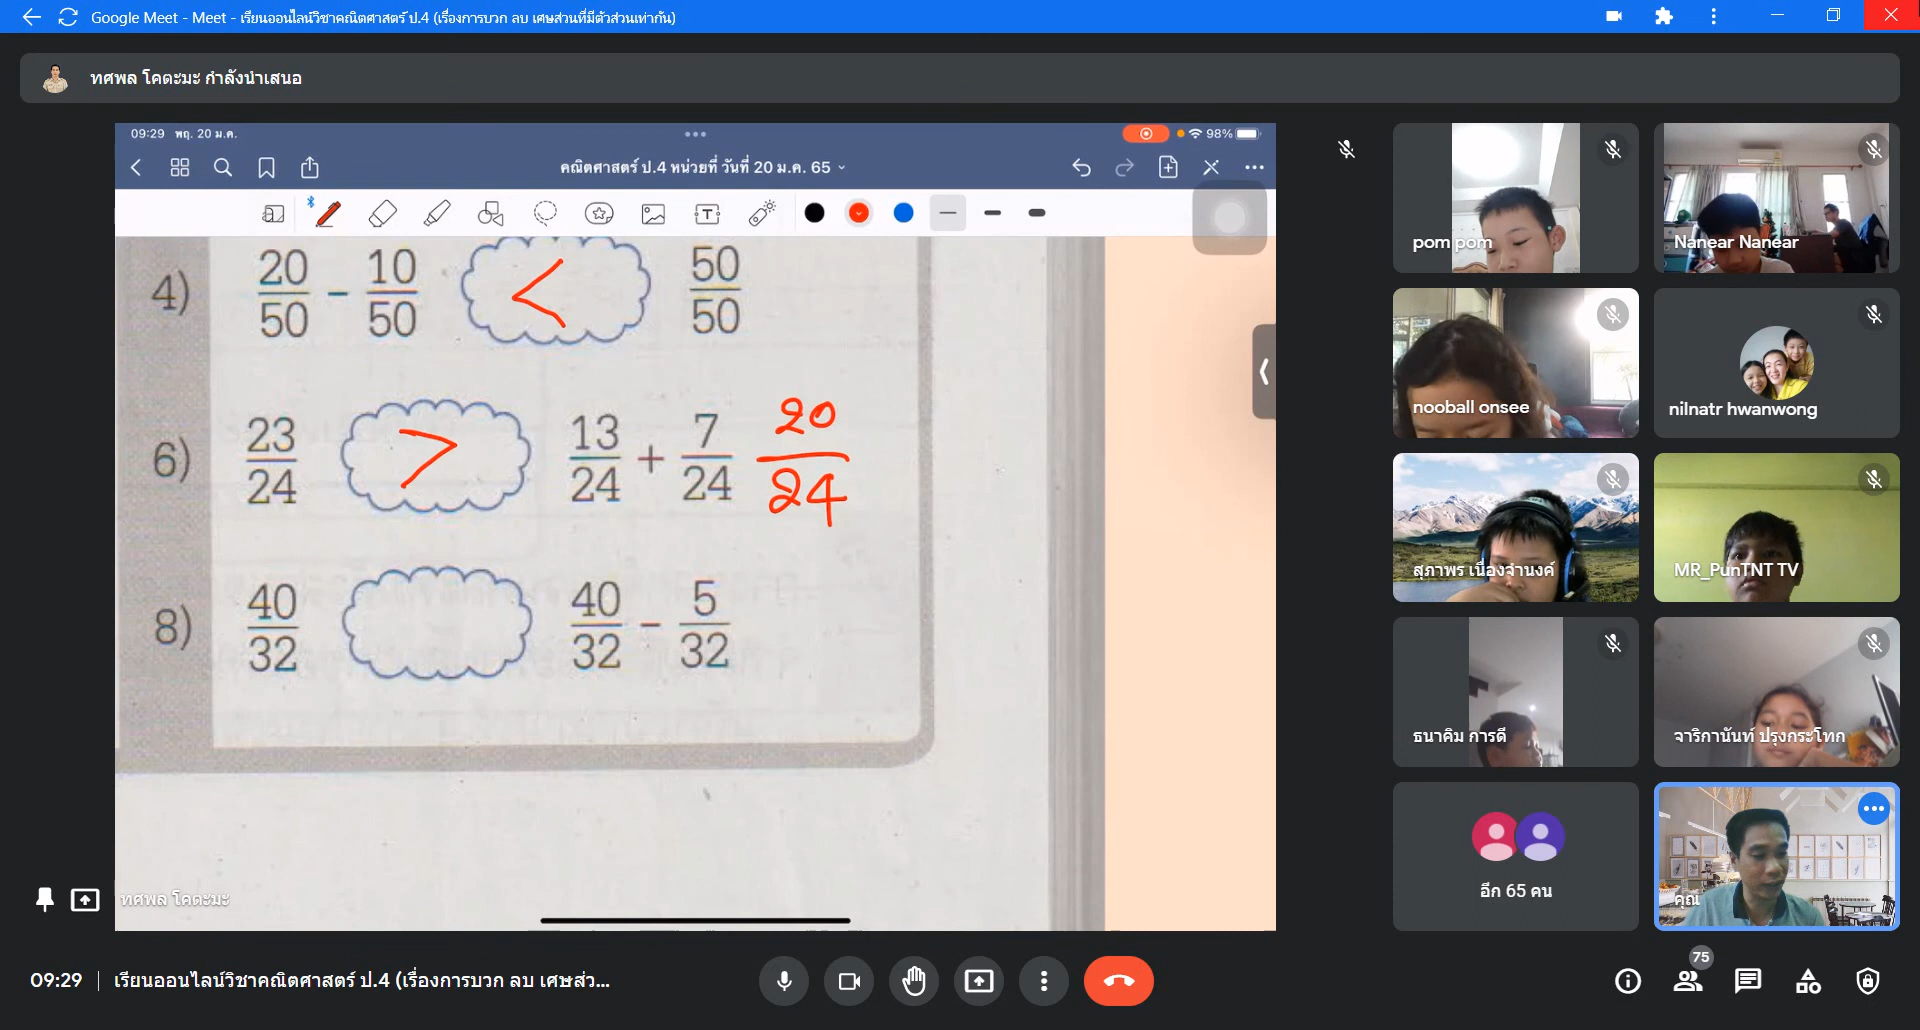 Google Meet - Meet - เรียนออนไลน์วิชาคณิตศาสตร์ ป.4 (เรื่องการบวก ลบ เศษส่วนที่มีตัวส่วนเท่ากัน)
ทศพล โคตะมะ กำลังนำเสนอ
09:29 พฤ. 20 ม.ค.
98%
คณิตศาสตร์ ป.4 หน่วยที่ วันที่ 20 ม.ค. 65
4) 20/50 - 10/50 < 50/50
6) 23/24 > 13/24 + 7/24 20/24
8) 40/32 40/32 - 5/32
ทศพล โคตะมะ
pom pom
Nanear Nanear
nooball onsee
nilnatr hwanwong
สุภาพร เนื่องจำนงค์
MR_PunTNT TV
ธนาคิม การดี
จาริกานันท์ ปรุงกระโทก
อีก 65 คน
คุณ
09:29 | เรียนออนไลน์วิชาคณิตศาสตร์ ป.4 (เรื่องการบวก ลบ เศษส่ว...
75